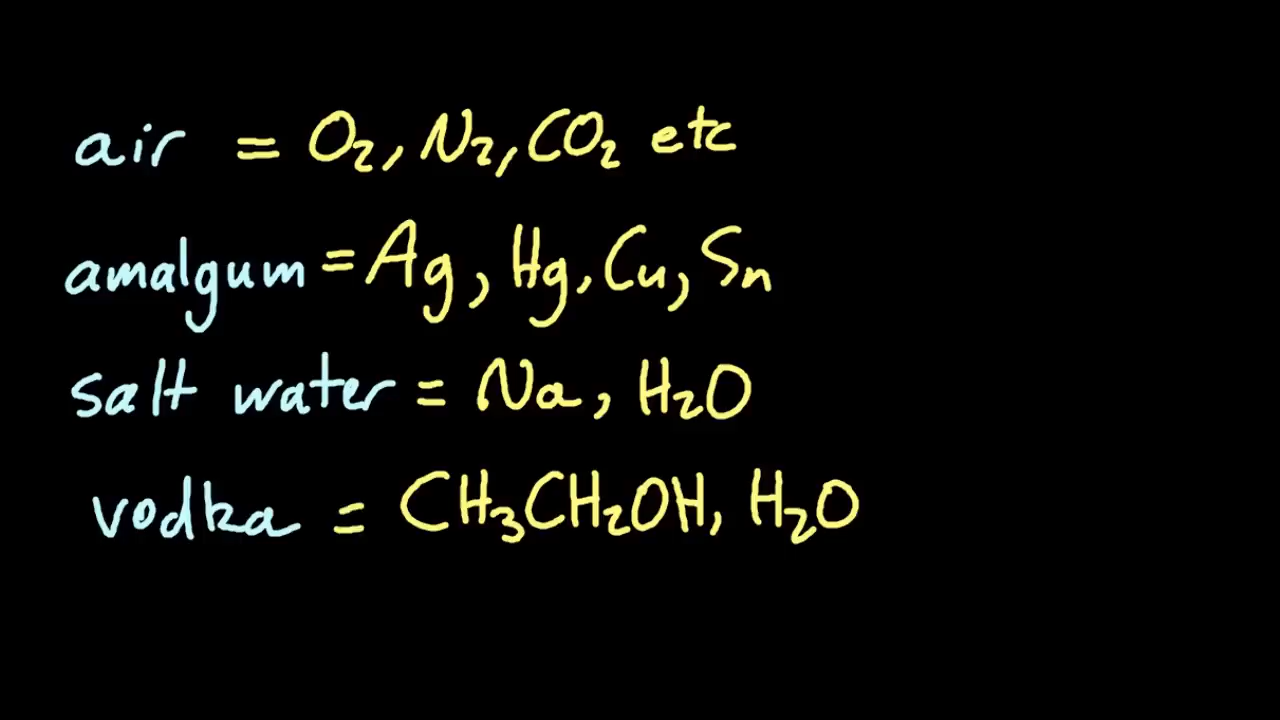 air = O₂, N₂, CO₂ etc
amalgum = Ag, Hg, Cu, Sn
salt water = Na, H₂O
vodka = CH₃CH₂OH, H₂O